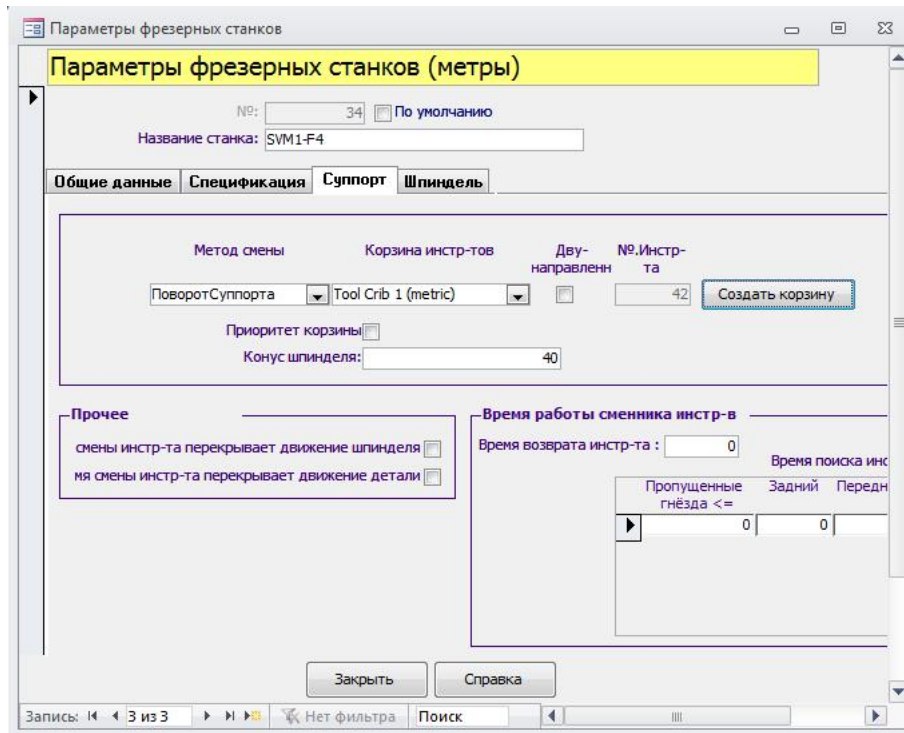 Параметры фрезерных станков
Параметры фрезерных станков (метры)
№: 34 По умолчанию
Название станка: SVM1-F4
Общие данные Спецификация Суппорт Шпиндель
Метод смены Корзина инстр-тов Дву- №.Инстр-
направленн та
ПоворотСуппорта Tool Crib 1 (metric) 42 Создать корзину
Приоритет корзины
Конус шпинделя: 40
Прочее Время работы сменника инстр-в
смены инстр-та перекрывает движение шпинделя Время возврата инстр-та : 0
Время поиска инс
мя смены инстр-та перекрывает движение детали
Пропущенные Задний Передн
гнёзда <=
0 0
Закрыть Справка
Запись: 3 из 3 Нет фильтра Поиск